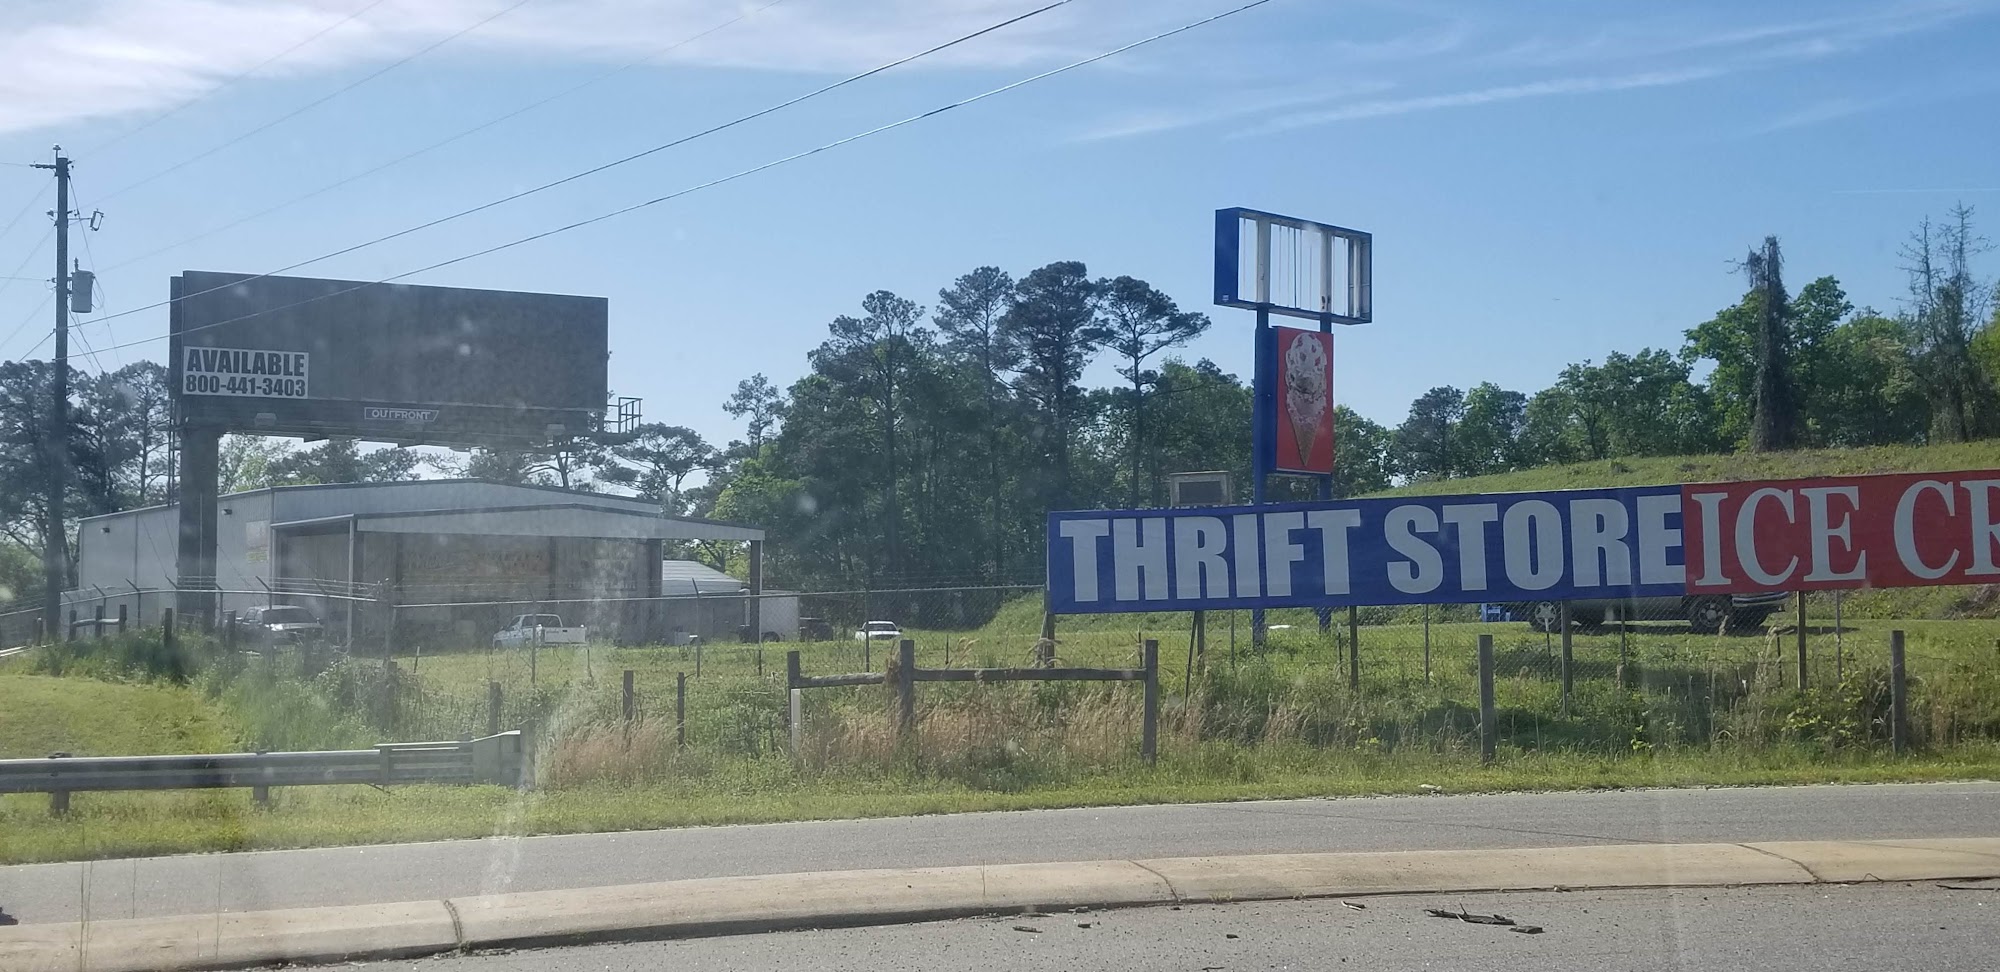 AVAILABLE
800-441-3403
OUTFRONT/
THRIFT STORE ICE CR